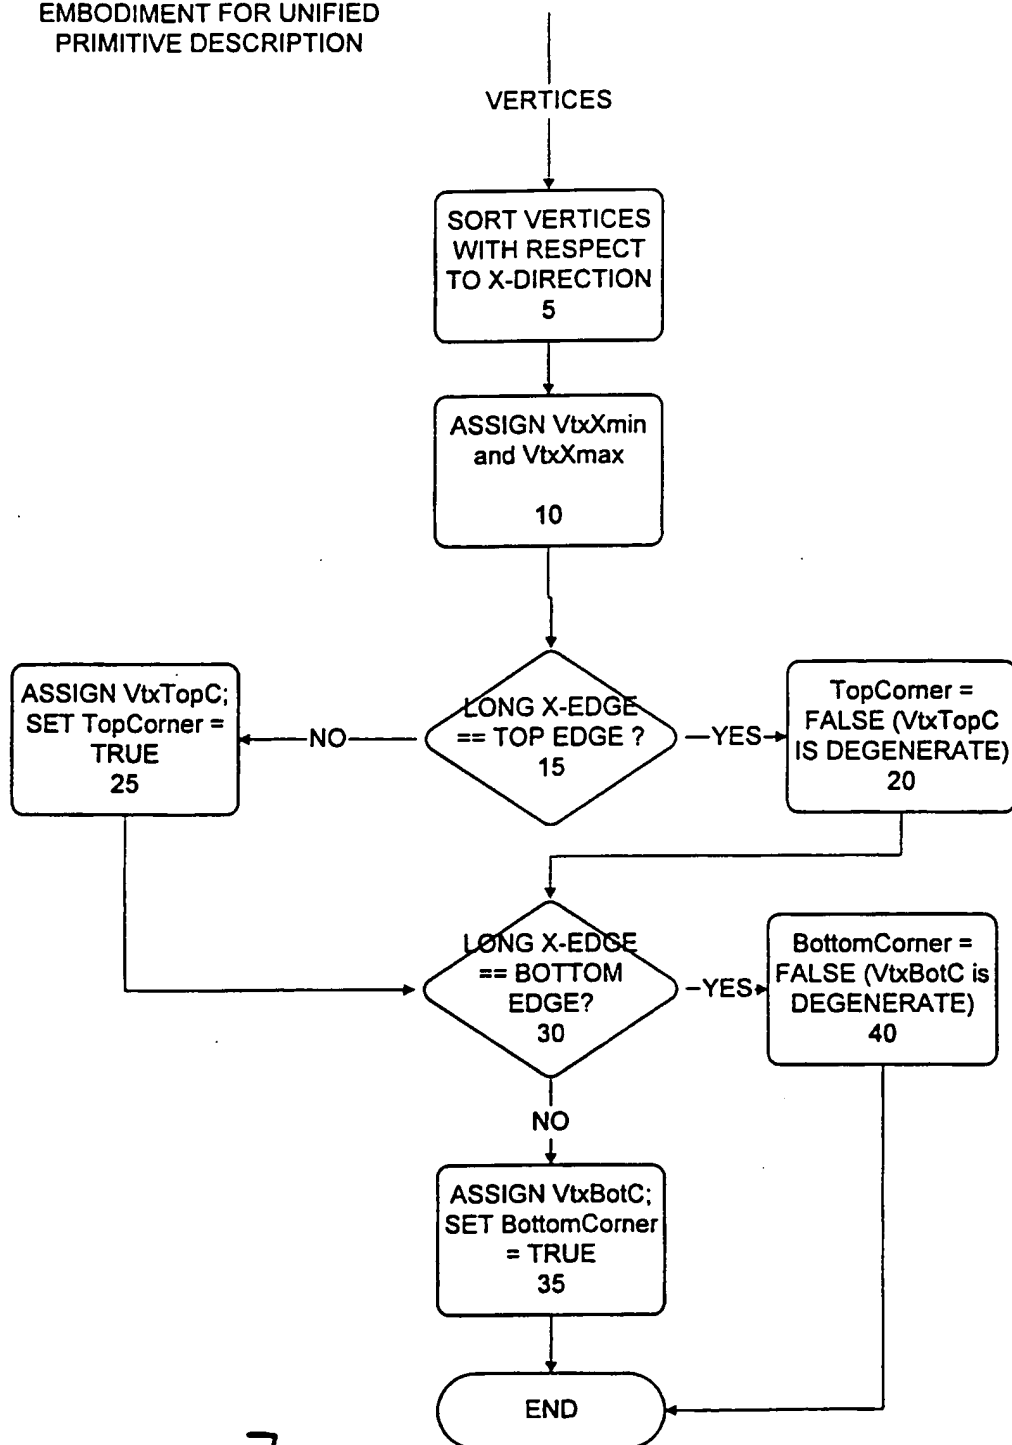 EMBODIMENT FOR UNIFIED
PRIMITIVE DESCRIPTION
VERTICES
SORT VERTICES
WITH RESPECT
TO X-DIRECTION
5
ASSIGN VtxXmin
and VtxXmax
10
LONG X-EDGE
== TOP EDGE ?
15
NO
ASSIGN VtxTopC;
SET TopCorner =
TRUE
25
YES
TopCorner =
FALSE (VtxTopC
IS DEGENERATE)
20
LONG X-EDGE
== BOTTOM
EDGE?
30
YES
BottomCorner =
FALSE (VtxBotC is
DEGENERATE)
40
NO
ASSIGN VtxBotC;
SET BottomCorner
= TRUE
35
END